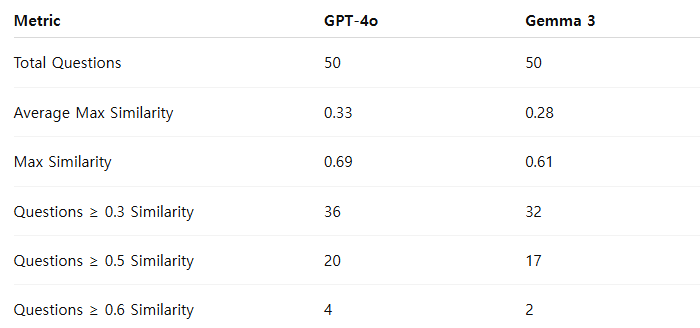 Metric GPT-4o Gemma 3
Total Questions 50 50
Average Max Similarity 0.33 0.28
Max Similarity 0.69 0.61
Questions ≥ 0.3 Similarity 36 32
Questions ≥ 0.5 Similarity 20 17
Questions ≥ 0.6 Similarity 4 2